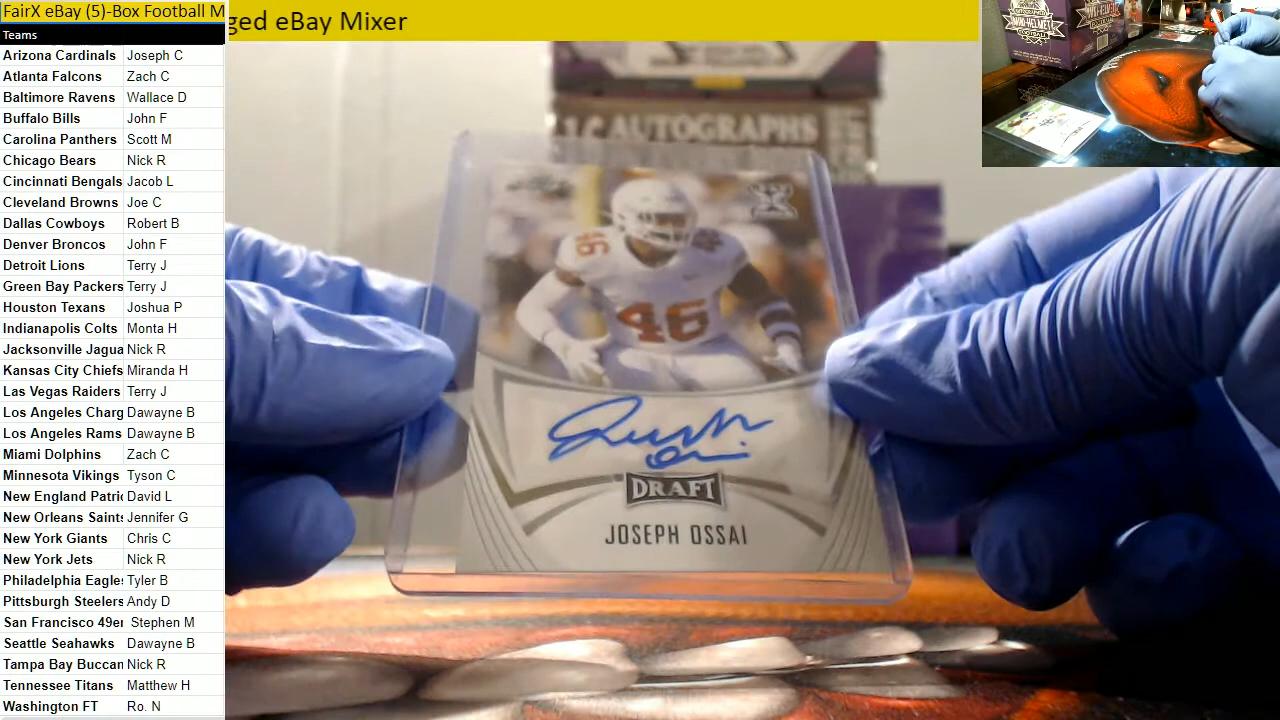 FairX eBay (5)-Box Football M
ged eBay Mixer
Teams
Arizona Cardinals Joseph C
Atlanta Falcons Zach C
Baltimore Ravens Wallace D
Buffalo Bills John F
Carolina Panthers Scott M
Chicago Bears Nick R
Cincinnati Bengals Jacob L
Cleveland Browns Joe C
Dallas Cowboys Robert B
Denver Broncos John F
Detroit Lions Terry J
Green Bay Packers Terry J
Houston Texans Joshua P
Indianapolis Colts Monta H
Jacksonville Jagua Nick R
Kansas City Chiefs Miranda H
Las Vegas Raiders Terry J
Los Angeles Charg Dawayne B
Los Angeles Rams Dawayne B
Miami Dolphins Zach C
Minnesota Vikings Tyson C
New England Patri David L
New Orleans Saints Jennifer G
New York Giants Chris C
New York Jets Nick R
Philadelphia Eagle Tyler B
Pittsburgh Steelers Andy D
San Francisco 49er Stephen M
Seattle Seahawks Dawayne B
Tampa Bay Buccan Nick R
Tennessee Titans Matthew H
Washington FT Ro. N
AUTOGRAPHS
46
46
DRAFT
JOSEPH OSSAI
MINI-HELMET